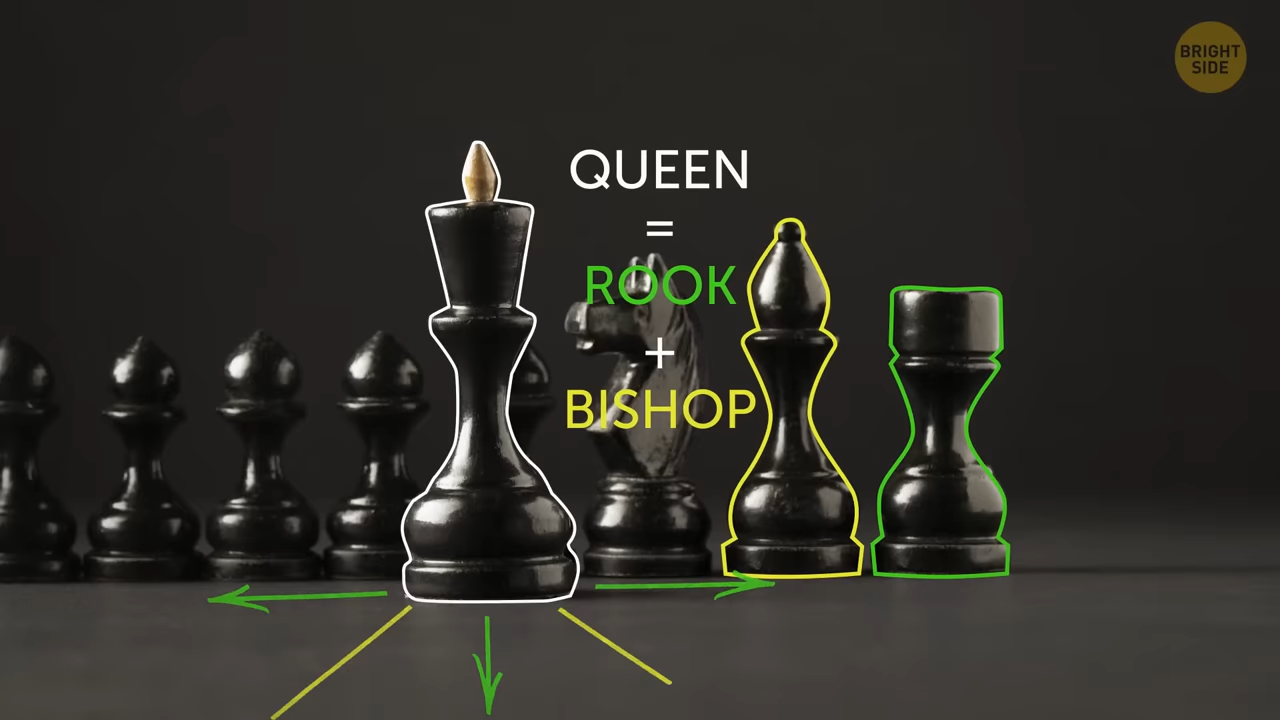 BRIGHT
SIDE
QUEEN
=
ROOK
+
BISHOP